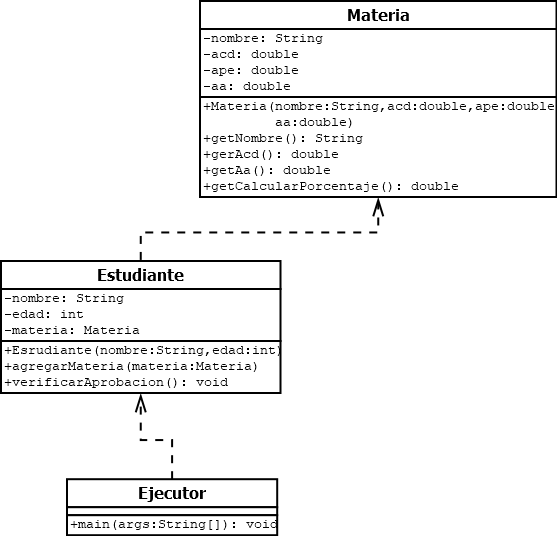 Materia
-nombre: String
-acd: double
-ape: double
-aa: double
+Materia(nombre:String,acd:double,ape:double
aa:double)
+getNombre(): String
+gerAcd(): double
+getAa(): double
+getCalcularPorcentaje(): double
Estudiante
-nombre: String
-edad: int
-materia: Materia
+Esrudiante(nombre:String,edad:int)
+agregarMateria(materia:Materia)
+verificarAprobacion(): void
Ejecutor
+main(args:String[]): void